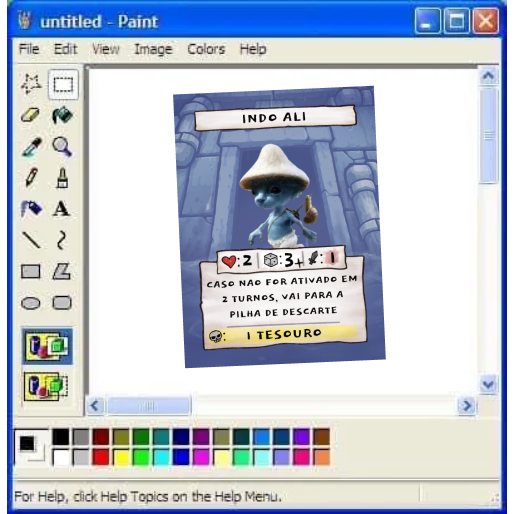 untitled - Paint
File Edit View Image Colors Help
A
INDO ALI
:2 :3+ :1
CASO NAO FOR ATIVADO EM
2 TURNOS, VAI PARA A
PILHA DE DESCARTE
: 1 TESOURO
For Help, click Help Topics on the Help Menu.